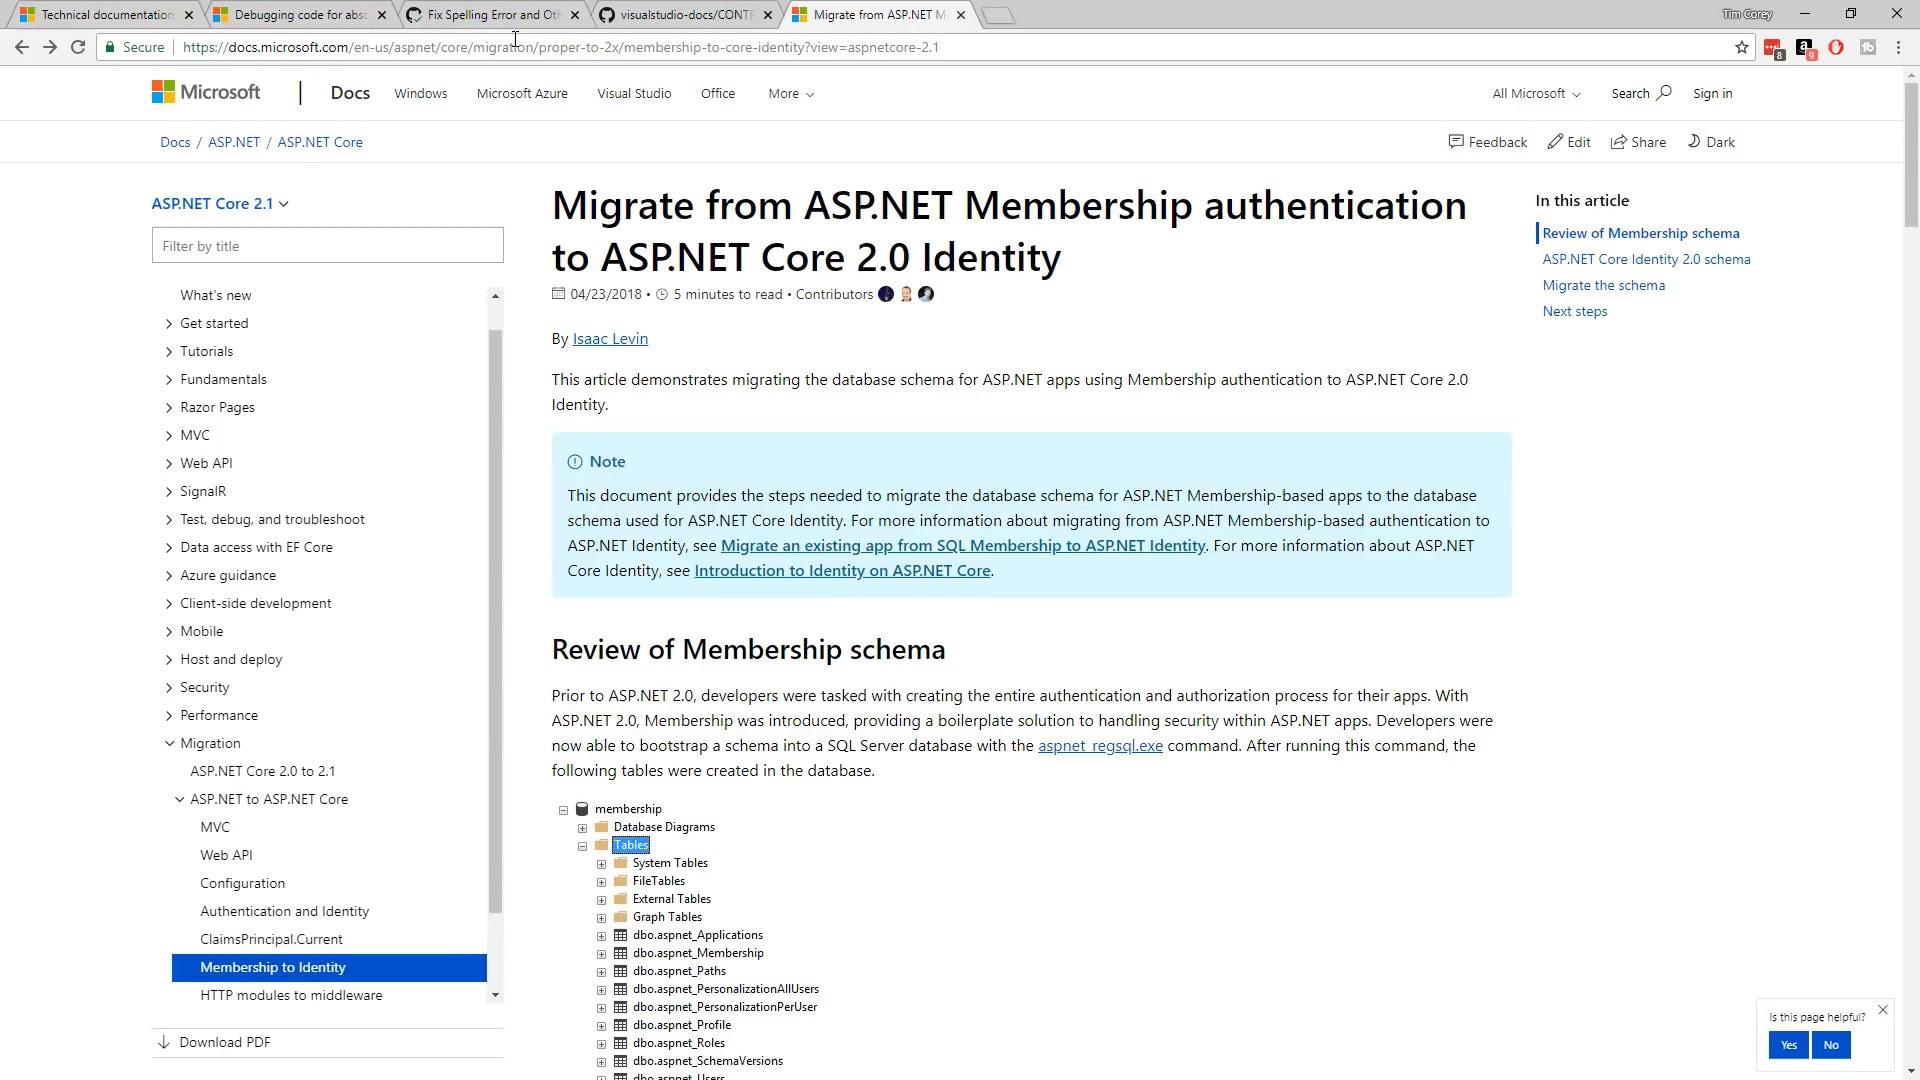 Technical documentation
Debugging code for abso
Fix Spelling Error and Oth
visualstudio-docs/CONTR
Migrate from ASP.NET M
Tim Corey
Secure
https://docs.microsoft.com/en-us/aspnet/core/migration/proper-to-2x/membership-to-core-identity?view=aspnetcore-2.1
8
a
9
tb
Microsoft
Docs
Windows
Microsoft Azure
Visual Studio
Office
More
All Microsoft
Search
Sign in
Docs / ASP.NET / ASP.NET Core
Feedback
Edit
Share
Dark
ASP.NET Core 2.1
Filter by title
What's new
Get started
Tutorials
Fundamentals
Razor Pages
MVC
Web API
SignalR
Test, debug, and troubleshoot
Data access with EF Core
Azure guidance
Client-side development
Mobile
Host and deploy
Security
Performance
Migration
ASP.NET Core 2.0 to 2.1
ASP.NET to ASP.NET Core
MVC
Web API
Configuration
Authentication and Identity
ClaimsPrincipal.Current
Membership to Identity
HTTP modules to middleware
Download PDF
Migrate from ASP.NET Membership authentication
to ASP.NET Core 2.0 Identity
04/23/2018 • 5 minutes to read • Contributors
By Isaac Levin
This article demonstrates migrating the database schema for ASP.NET apps using Membership authentication to ASP.NET Core 2.0
Identity.
Note
This document provides the steps needed to migrate the database schema for ASP.NET Membership-based apps to the database
schema used for ASP.NET Core Identity. For more information about migrating from ASP.NET Membership-based authentication to
ASP.NET Identity, see Migrate an existing app from SQL Membership to ASP.NET Identity. For more information about ASP.NET
Core Identity, see Introduction to Identity on ASP.NET Core.
Review of Membership schema
Prior to ASP.NET 2.0, developers were tasked with creating the entire authentication and authorization process for their apps. With
ASP.NET 2.0, Membership was introduced, providing a boilerplate solution to handling security within ASP.NET apps. Developers were
now able to bootstrap a schema into a SQL Server database with the aspnet_regsql.exe command. After running this command, the
following tables were created in the database.
membership
Database Diagrams
Tables
System Tables
FileTables
External Tables
Graph Tables
dbo.aspnet_Applications
dbo.aspnet_Membership
dbo.aspnet_Paths
dbo.aspnet_PersonalizationAllUsers
dbo.aspnet_PersonalizationPerUser
dbo.aspnet_Profile
dbo.aspnet_Roles
dbo.aspnet_SchemaVersions
dbo.aspnet_Users
In this article
Review of Membership schema
ASP.NET Core Identity 2.0 schema
Migrate the schema
Next steps
Is this page helpful?
Yes
No